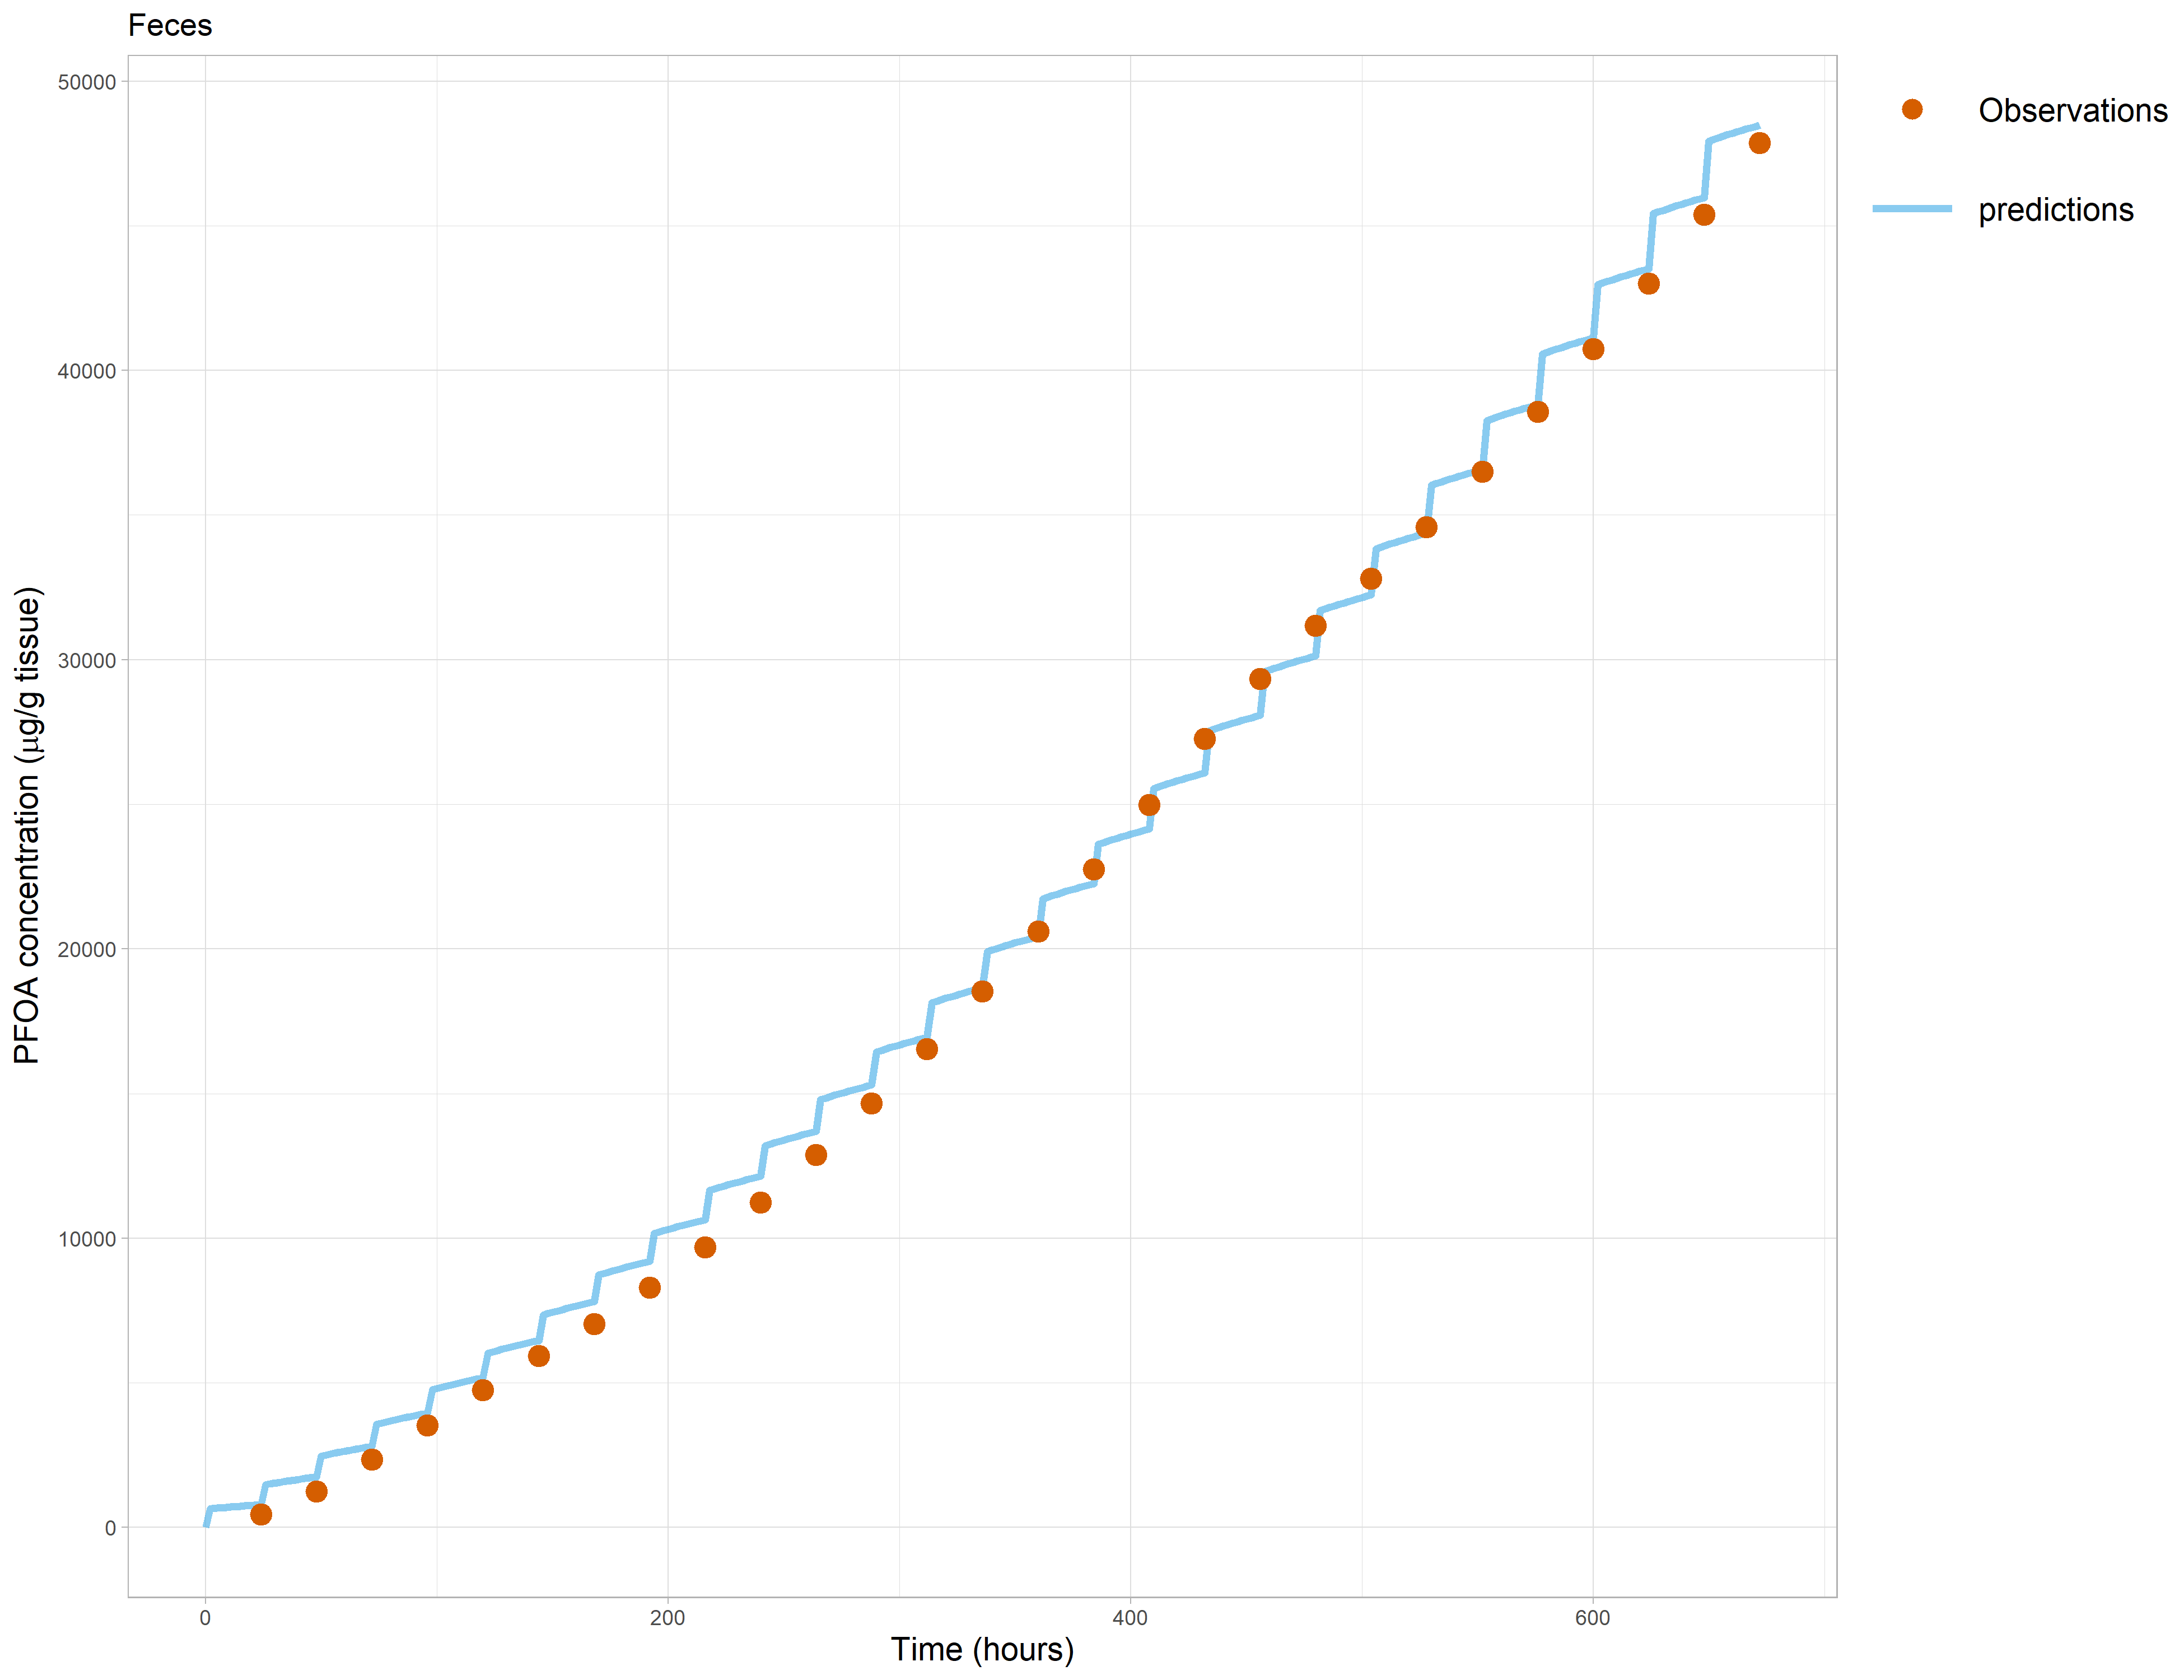 Feces
50000
40000
30000
20000
10000
0
PFOA concentration (μg/g tissue)
0 200 400 600
Time (hours)
Observations
predictions